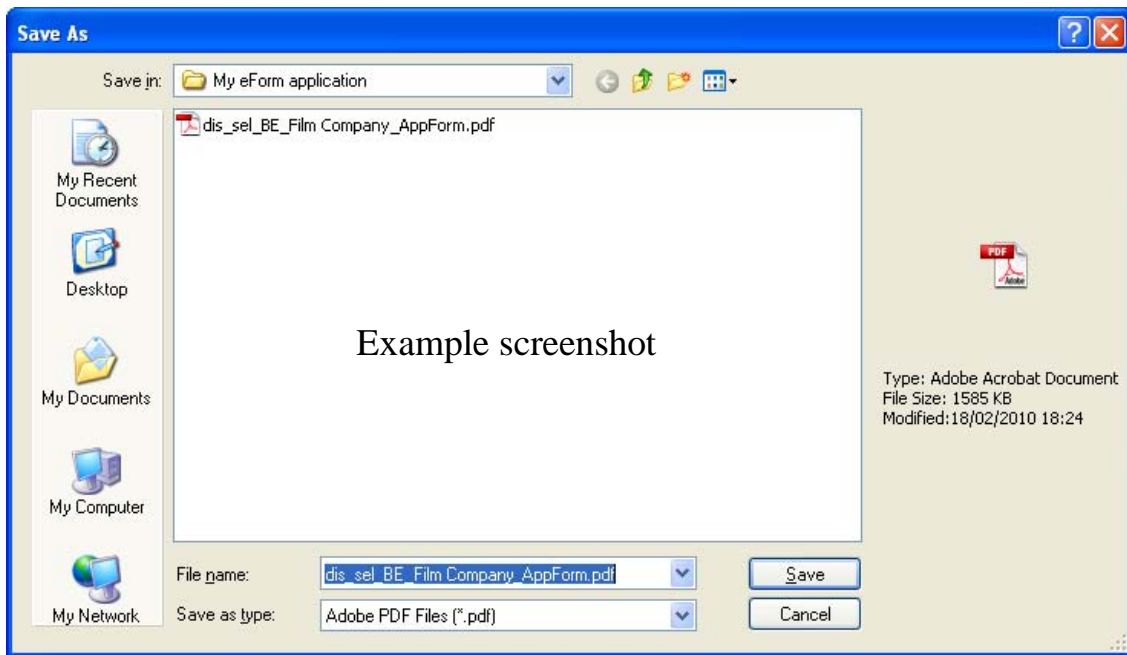 Save As
Save in:
My eForm application
dis_sel_BE_Film Company_AppForm.pdf
My Recent
Documents
Desktop
My Documents
My Computer
My Network
Example screenshot
PDF
Adobe
Type: Adobe Acrobat Document
File Size: 1585 KB
Modified:18/02/2010 18:24
File name:
dis_sel_BE_Film Company_AppForm.pdf
Save
Save as type:
Adobe PDF Files (*.pdf)
Cancel